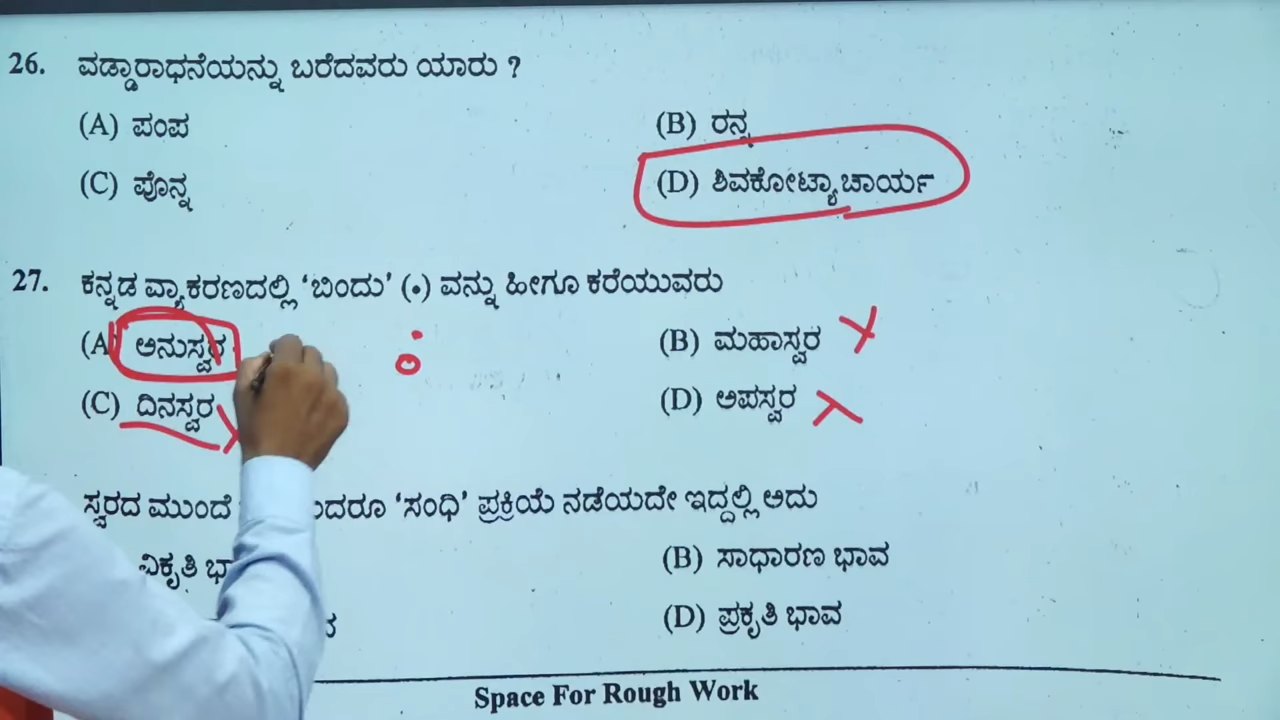 26. ವಡ್ಡಾರಾಧನೆಯನ್ನು ಬರೆದವರು ಯಾರು ?
(A) ಪಂಪ (B) ರನ್ನ
(C) ಪೊನ್ನ (D) ಶಿವಕೋಟ್ಯಾಚಾರ್ಯ
27. ಕನ್ನಡ ವ್ಯಾಕರಣದಲ್ಲಿ ‘ಬಿಂದು’ (•) ವನ್ನು ಹೀಗೂ ಕರೆಯುವರು
(A) ಅನುಸ್ವರ (B) ಮಹಾಸ್ವರ
(C) ದಿನಸ್ವರ (D) ಅಪಸ್ವರ
ಸ್ವರದ ಮುಂದೆ ‘ಸಂಧಿ’ ಪ್ರಕ್ರಿಯೆ ನಡೆಯದೇ ಇದ್ದಲ್ಲಿ ಅದು
ವಿಕೃತಿ (B) ಸಾಧಾರಣ ಭಾವ
(D) ಪ್ರಕೃತಿ ಭಾವ
Space For Rough Work